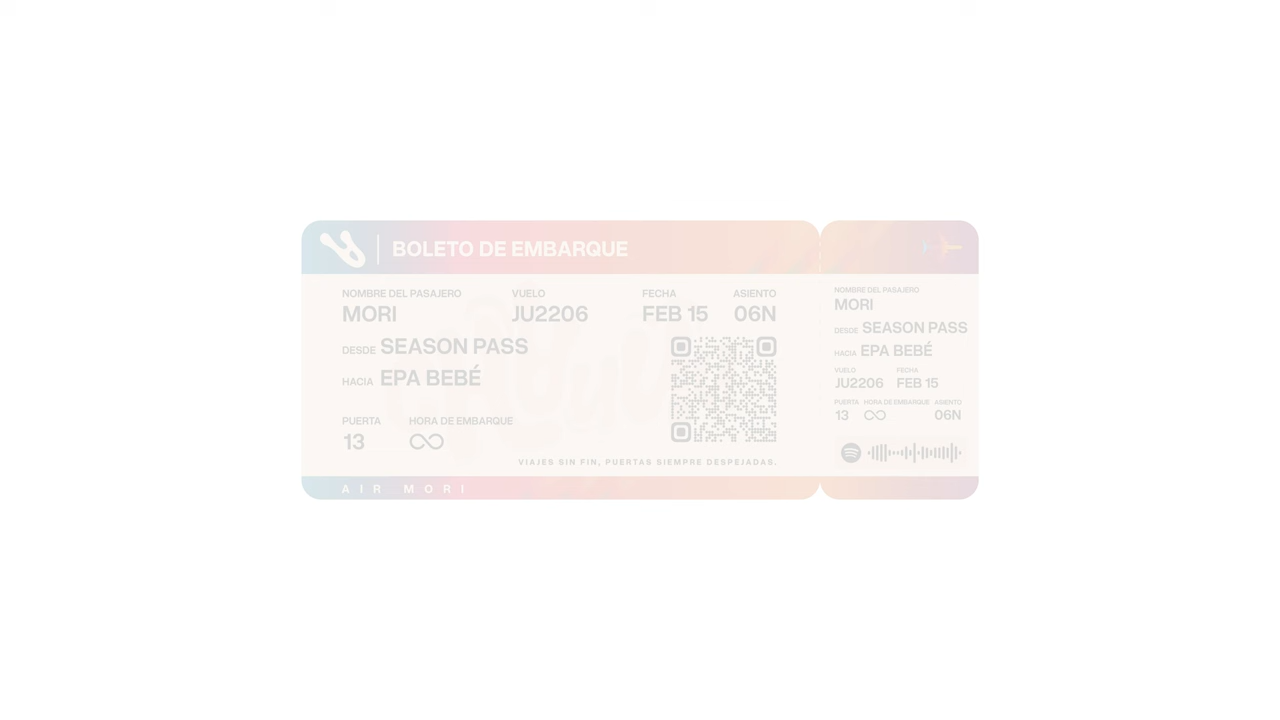 BOLETO DE EMBARQUE
NOMBRE DEL PASAJERO VUELO FECHA ASIENTO
MORI JU2206 FEB 15 06N
DESDE SEASON PASS
HACIA EPA BEBÉ
PUERTA HORA DE EMBARQUE
13
VIAJES SIN FIN, PUERTAS SIEMPRE DESPEJADAS.
AIR MORI
NOMBRE DEL PASAJERO
MORI
DESDE SEASON PASS
HACIA EPA BEBÉ
VUELO FECHA
JU2206 FEB 15
PUERTA HORA DE EMBARQUE ASIENTO
13 06N